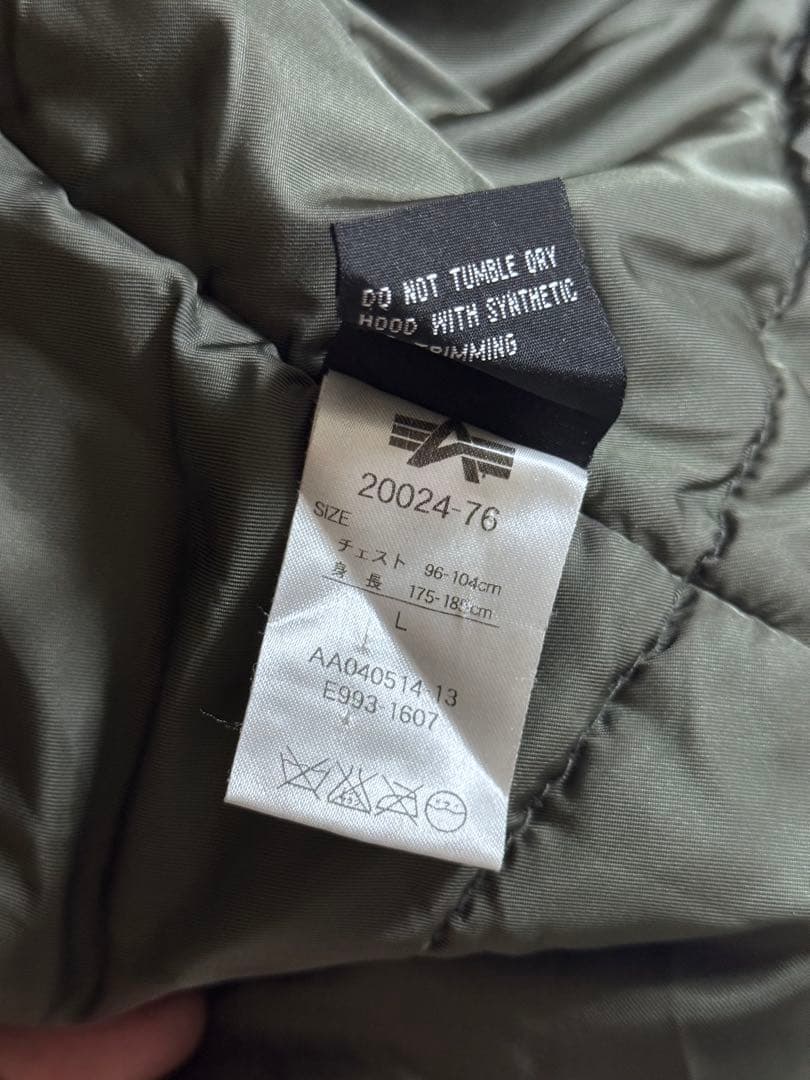 DO NOT TUMBLE DRY
HOOD WITH SYNTHETIC
TRIMMING
20024-76
SIZE
チェスト 96-104cm
身長 175-185cm
L
AA040514-13
E993-1607